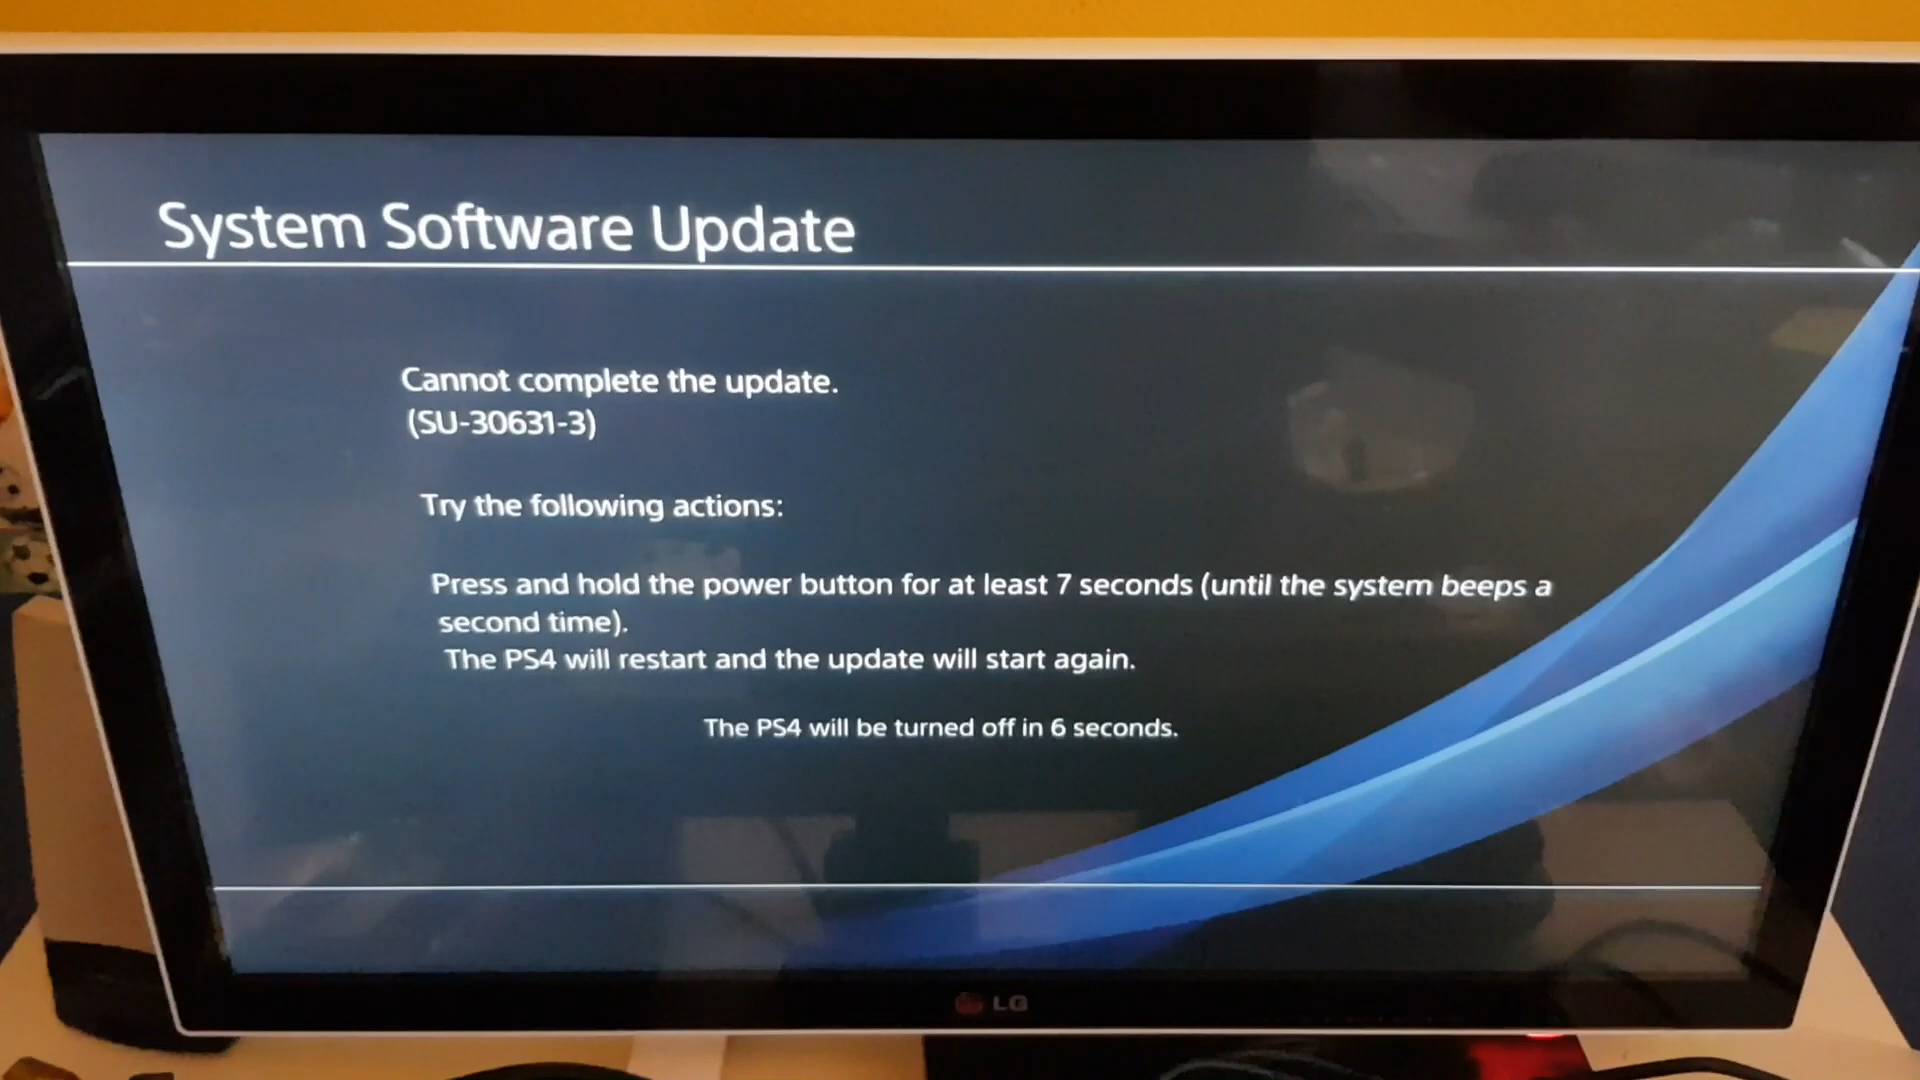 System Software Update
Cannot complete the update.
(SU-30631-3)
Try the following actions:
Press and hold the power button for at least 7 seconds (until the system beeps a
second time).
The PS4 will restart and the update will start again.
The PS4 will be turned off in 6 seconds.
LG